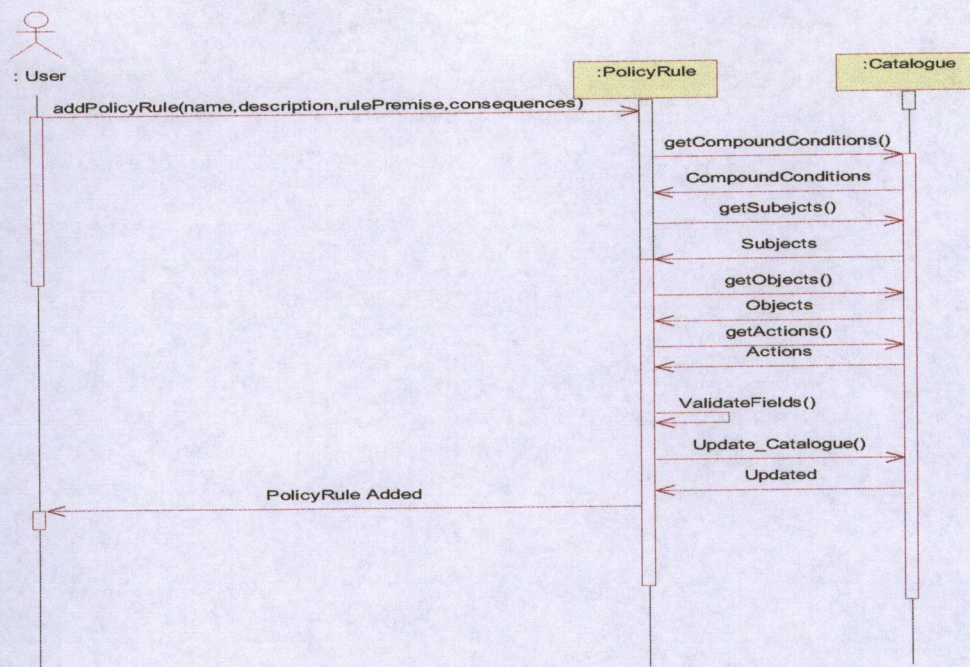 : User
:PolicyRule
:Catalogue
addPolicyRule(name,description,rulePremise,consequences)
getCompoundConditions()
CompoundConditions
getSubejcts()
Subjects
getObjects()
Objects
getActions()
Actions
ValidateFields()
Update_Catalogue()
Updated
PolicyRule Added